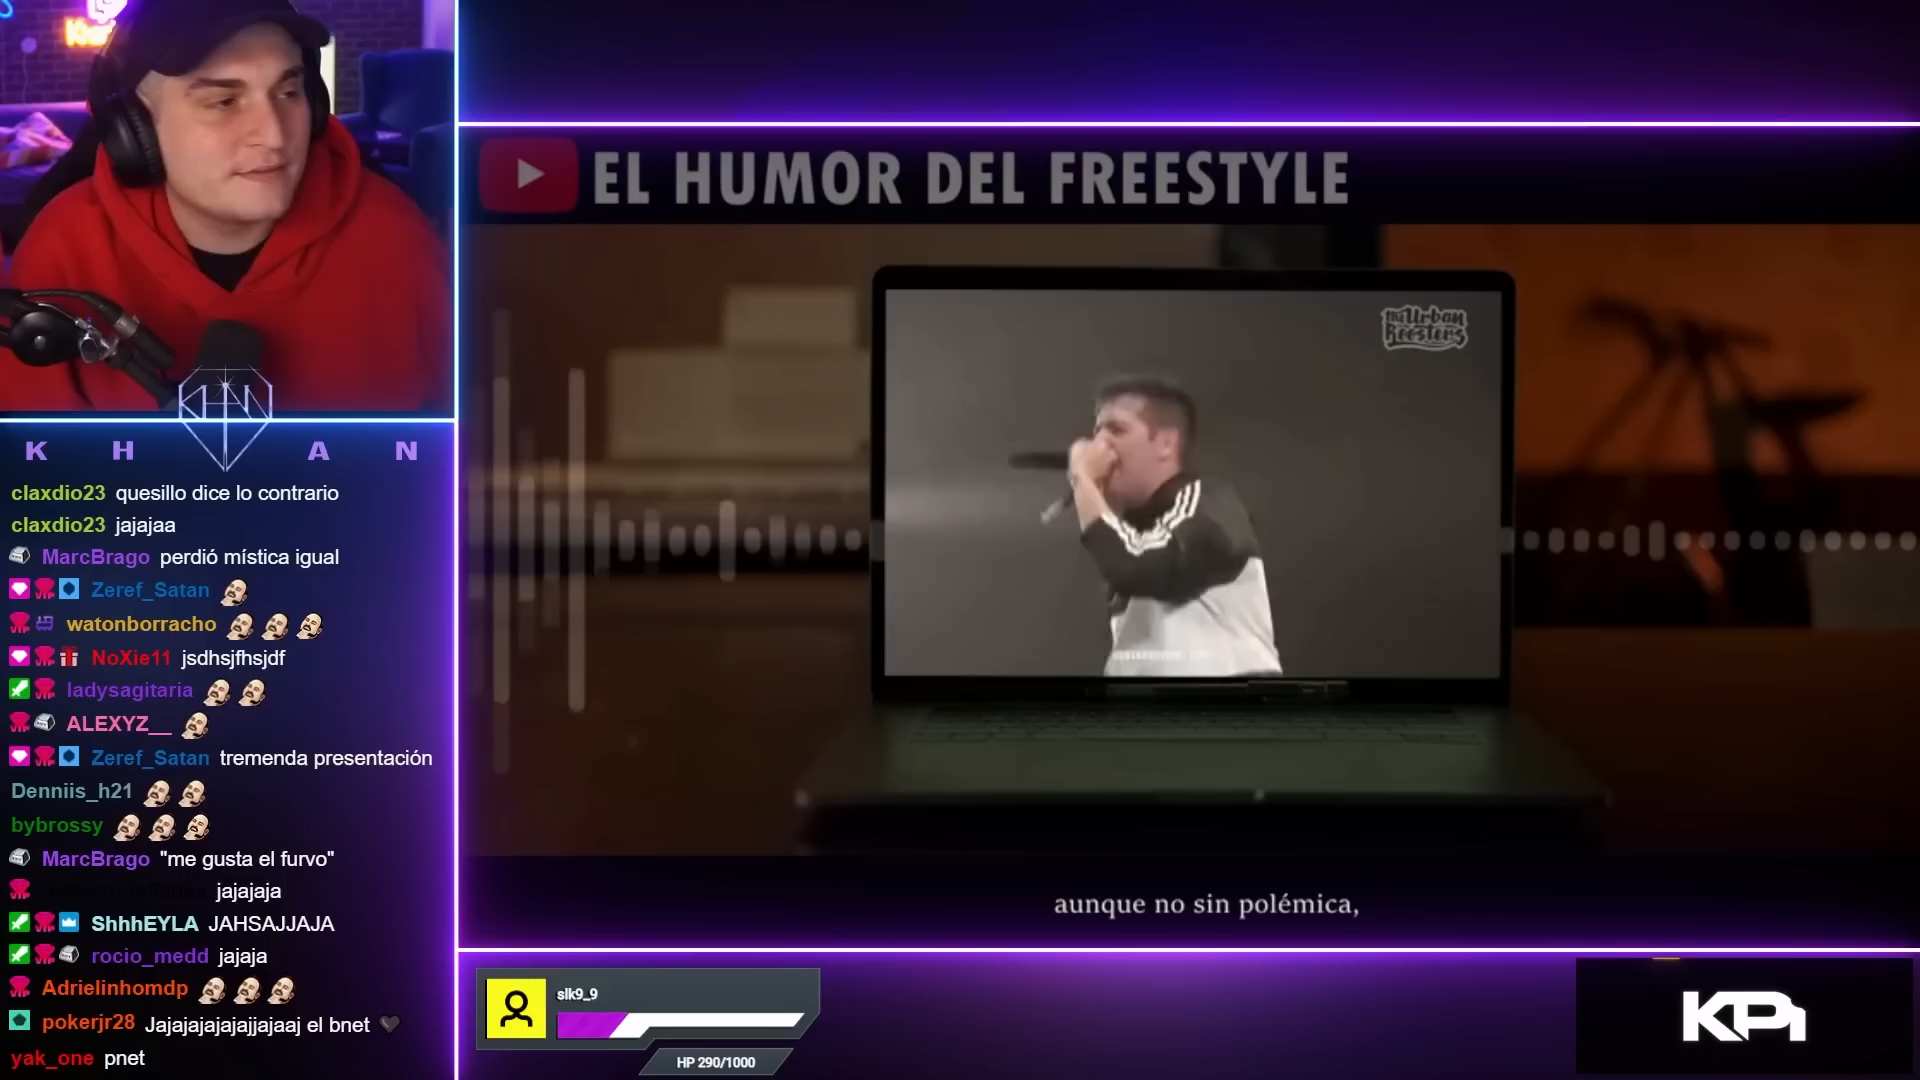 KHAN
K H A N
claxdio23 quesillo dice lo contrario
claxdio23 jajajaa
MarcBrago perdió mística igual
Zeref_Satan
watonborracho
NoXie11 jsdhsjfhsjdf
ladysagitaria
ALEXYZ__
Zeref_Satan tremenda presentación
Denniis_h21
bybrossy
MarcBrago "me gusta el furvo"
jajajaja
ShhhEYLA JAHSAJJAJA
rocio_medd jajaja
Adrielinhomdp
pokerjr28 Jajajajajajajjajaaj el bnet
yak_one pnet
EL HUMOR DEL FREESTYLE
Urban
Roosters
aunque no sin polémica,
slk9_9
HP 290/1000